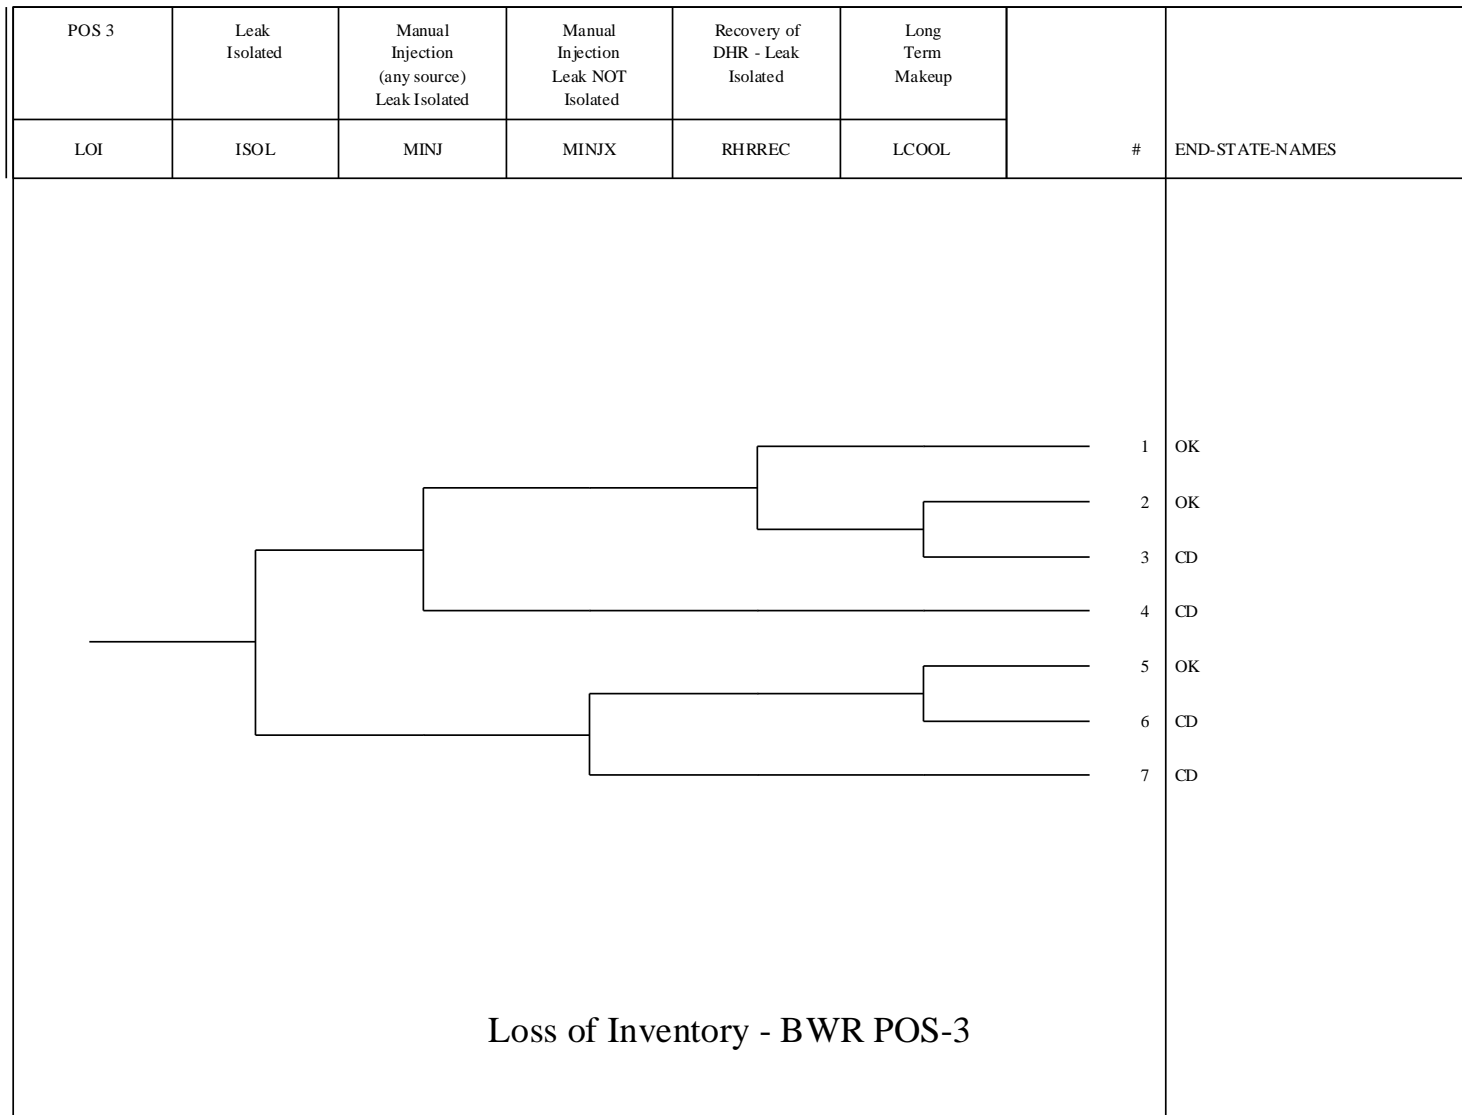 POS 3
Leak
Isolated
Manual
Injection
(any source)
Leak Isolated
Manual
Injection
Leak NOT
Isolated
Recovery of
DHR - Leak
Isolated
Long
Term
Makeup
LOI
ISOL
MINJ
MINJX
RHRREC
LCOOL
#
END-STATE-NAMES
1 OK
2 OK
3 CD
4 CD
5 OK
6 CD
7 CD
Loss of Inventory - BWR POS-3